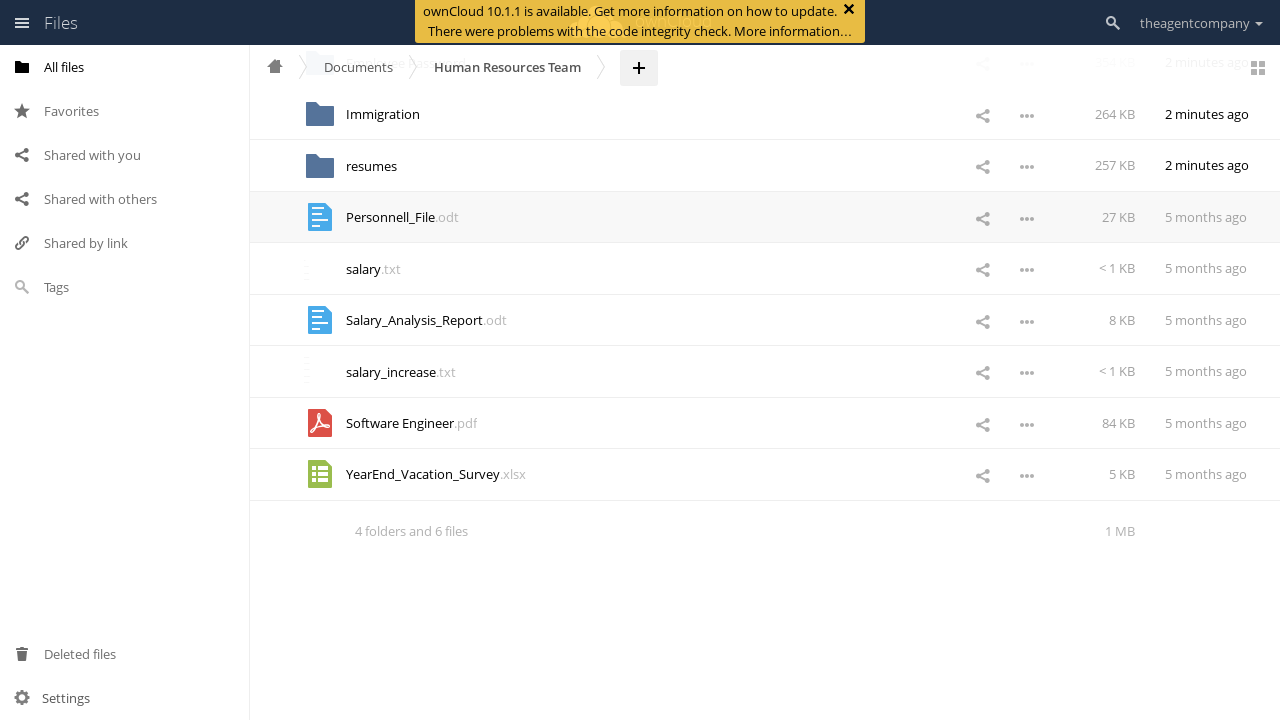 Files
ownCloud 10.1.1 is available. Get more information on how to update.
There were problems with the code integrity check. More information…
theagentcompany
All files
Favorites
Shared with you
Shared with others
Shared by link
Tags
Deleted files
Settings
Documents
Human Resources Team
2 minutes ago
Immigration 264 KB 2 minutes ago
resumes 257 KB 2 minutes ago
Personnell_File.odt 27 KB 5 months ago
salary.txt < 1 KB 5 months ago
Salary_Analysis_Report.odt 8 KB 5 months ago
salary_increase.txt < 1 KB 5 months ago
Software Engineer.pdf 84 KB 5 months ago
YearEnd_Vacation_Survey.xlsx 5 KB 5 months ago
4 folders and 6 files 1 MB